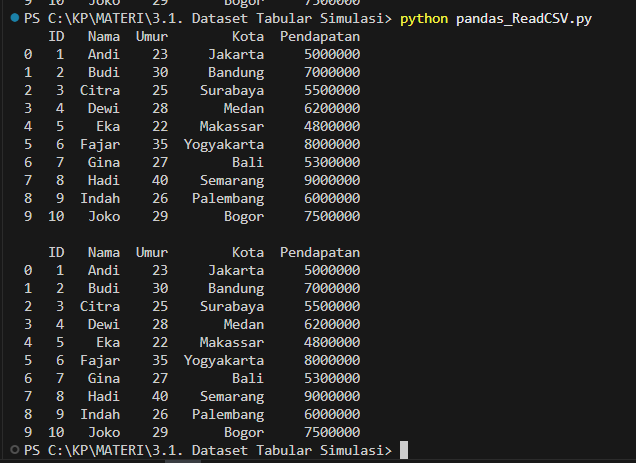 9 10 Joko 29 Bogor 7500000
PS C:\KP\MATERI\3.1. Dataset Tabular Simulasi> python pandas_ReadCSV.py
ID Nama Umur Kota Pendapatan
0 1 Andi 23 Jakarta 5000000
1 2 Budi 30 Bandung 7000000
2 3 Citra 25 Surabaya 5500000
3 4 Dewi 28 Medan 6200000
4 5 Eka 22 Makassar 4800000
5 6 Fajar 35 Yogyakarta 8000000
6 7 Gina 27 Bali 5300000
7 8 Hadi 40 Semarang 9000000
8 9 Indah 26 Palembang 6000000
9 10 Joko 29 Bogor 7500000
ID Nama Umur Kota Pendapatan
0 1 Andi 23 Jakarta 5000000
1 2 Budi 30 Bandung 7000000
2 3 Citra 25 Surabaya 5500000
3 4 Dewi 28 Medan 6200000
4 5 Eka 22 Makassar 4800000
5 6 Fajar 35 Yogyakarta 8000000
6 7 Gina 27 Bali 5300000
7 8 Hadi 40 Semarang 9000000
8 9 Indah 26 Palembang 6000000
9 10 Joko 29 Bogor 7500000
PS C:\KP\MATERI\3.1. Dataset Tabular Simulasi>